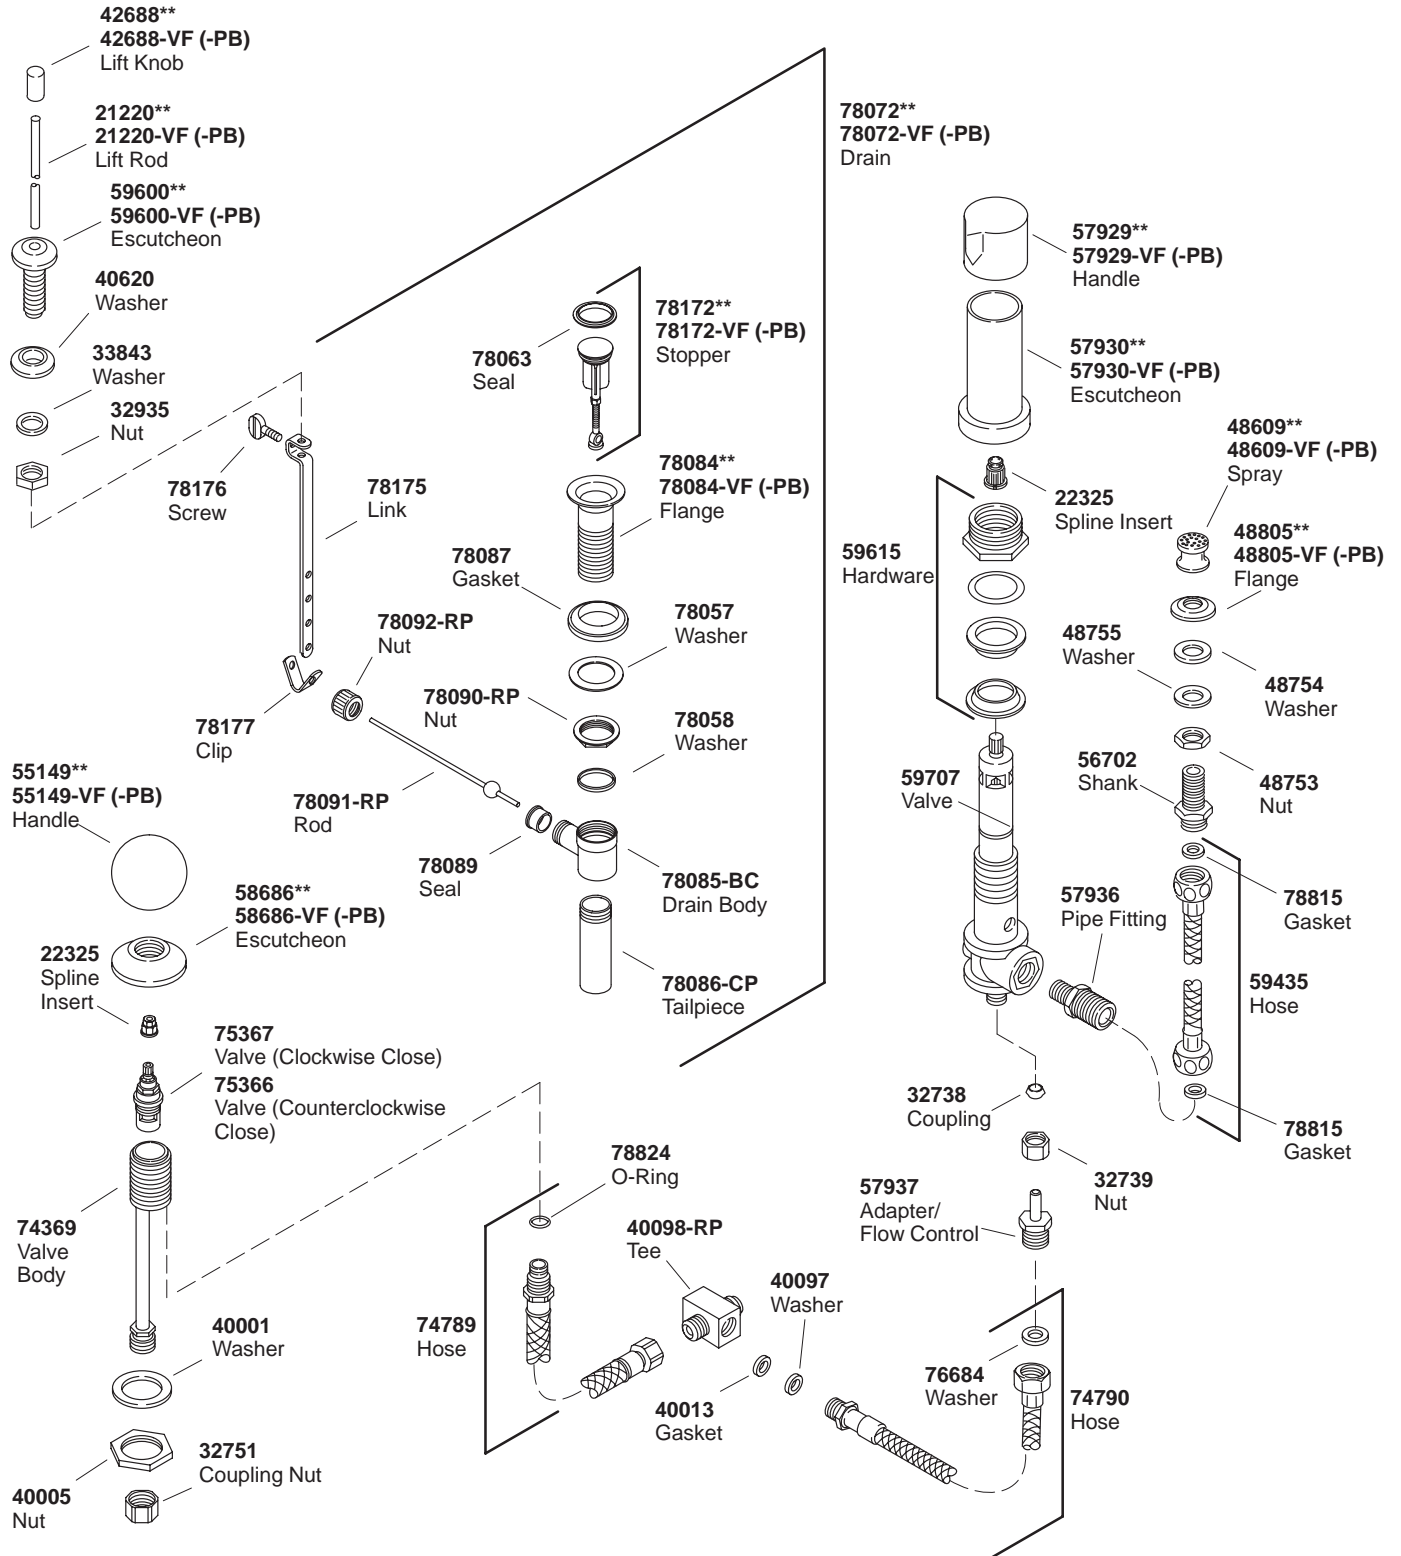 42688**
42688-VF (-PB)
Lift Knob
21220**
21220-VF (-PB)
Lift Rod
59600**
59600-VF (-PB)
Escutcheon
40620
Washer
33843
Washer
32935
Nut
78176
Screw
78175
Link
78177
Clip
78092-RP
Nut
78091-RP
Rod
78089
Seal
78063
Seal
78172**
78172-VF (-PB)
Stopper
78084**
78084-VF (-PB)
Flange
78087
Gasket
78057
Washer
78090-RP
Nut
78058
Washer
78085-BC
Drain Body
78086-CP
Tailpiece
78072**
78072-VF (-PB)
Drain
57929**
57929-VF (-PB)
Handle
57930**
57930-VF (-PB)
Escutcheon
22325
Spline Insert
59615
Hardware
59707
Valve
48609**
48609-VF (-PB)
Spray
48805**
48805-VF (-PB)
Flange
48755
Washer
48754
Washer
56702
Shank
48753
Nut
78815
Gasket
57936
Pipe Fitting
59435
Hose
78815
Gasket
32738
Coupling
32739
Nut
57937
Adapter/
Flow Control
55149**
55149-VF (-PB)
Handle
58686**
58686-VF (-PB)
Escutcheon
22325
Spline
Insert
75367
Valve (Clockwise Close)
75366
Valve (Counterclockwise
Close)
74369
Valve
Body
40001
Washer
32751
Coupling Nut
40005
Nut
78824
O-Ring
74789
Hose
40098-RP
Tee
40097
Washer
40013
Gasket
76684
Washer
74790
Hose